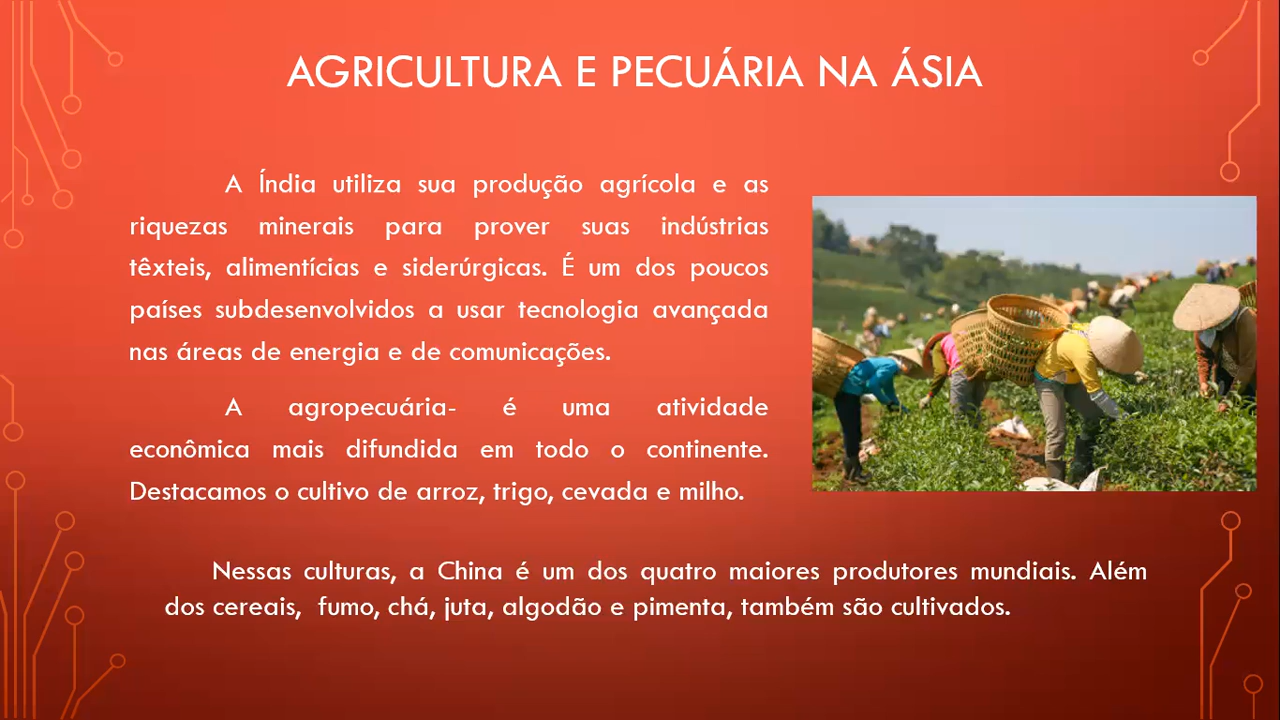 AGRICULTURA E PECUÁRIA NA ÁSIA
A Índia utiliza sua produção agrícola e as
riquezas minerais para prover suas indústrias
têxteis, alimentícias e siderúrgicas. É um dos poucos
países subdesenvolvidos a usar tecnologia avançada
nas áreas de energia e de comunicações.
A agropecuária- é uma atividade
econômica mais difundida em todo o continente.
Destacamos o cultivo de arroz, trigo, cevada e milho.
Nessas culturas, a China é um dos quatro maiores produtores mundiais. Além
dos cereais, fumo, chá, juta, algodão e pimenta, também são cultivados.